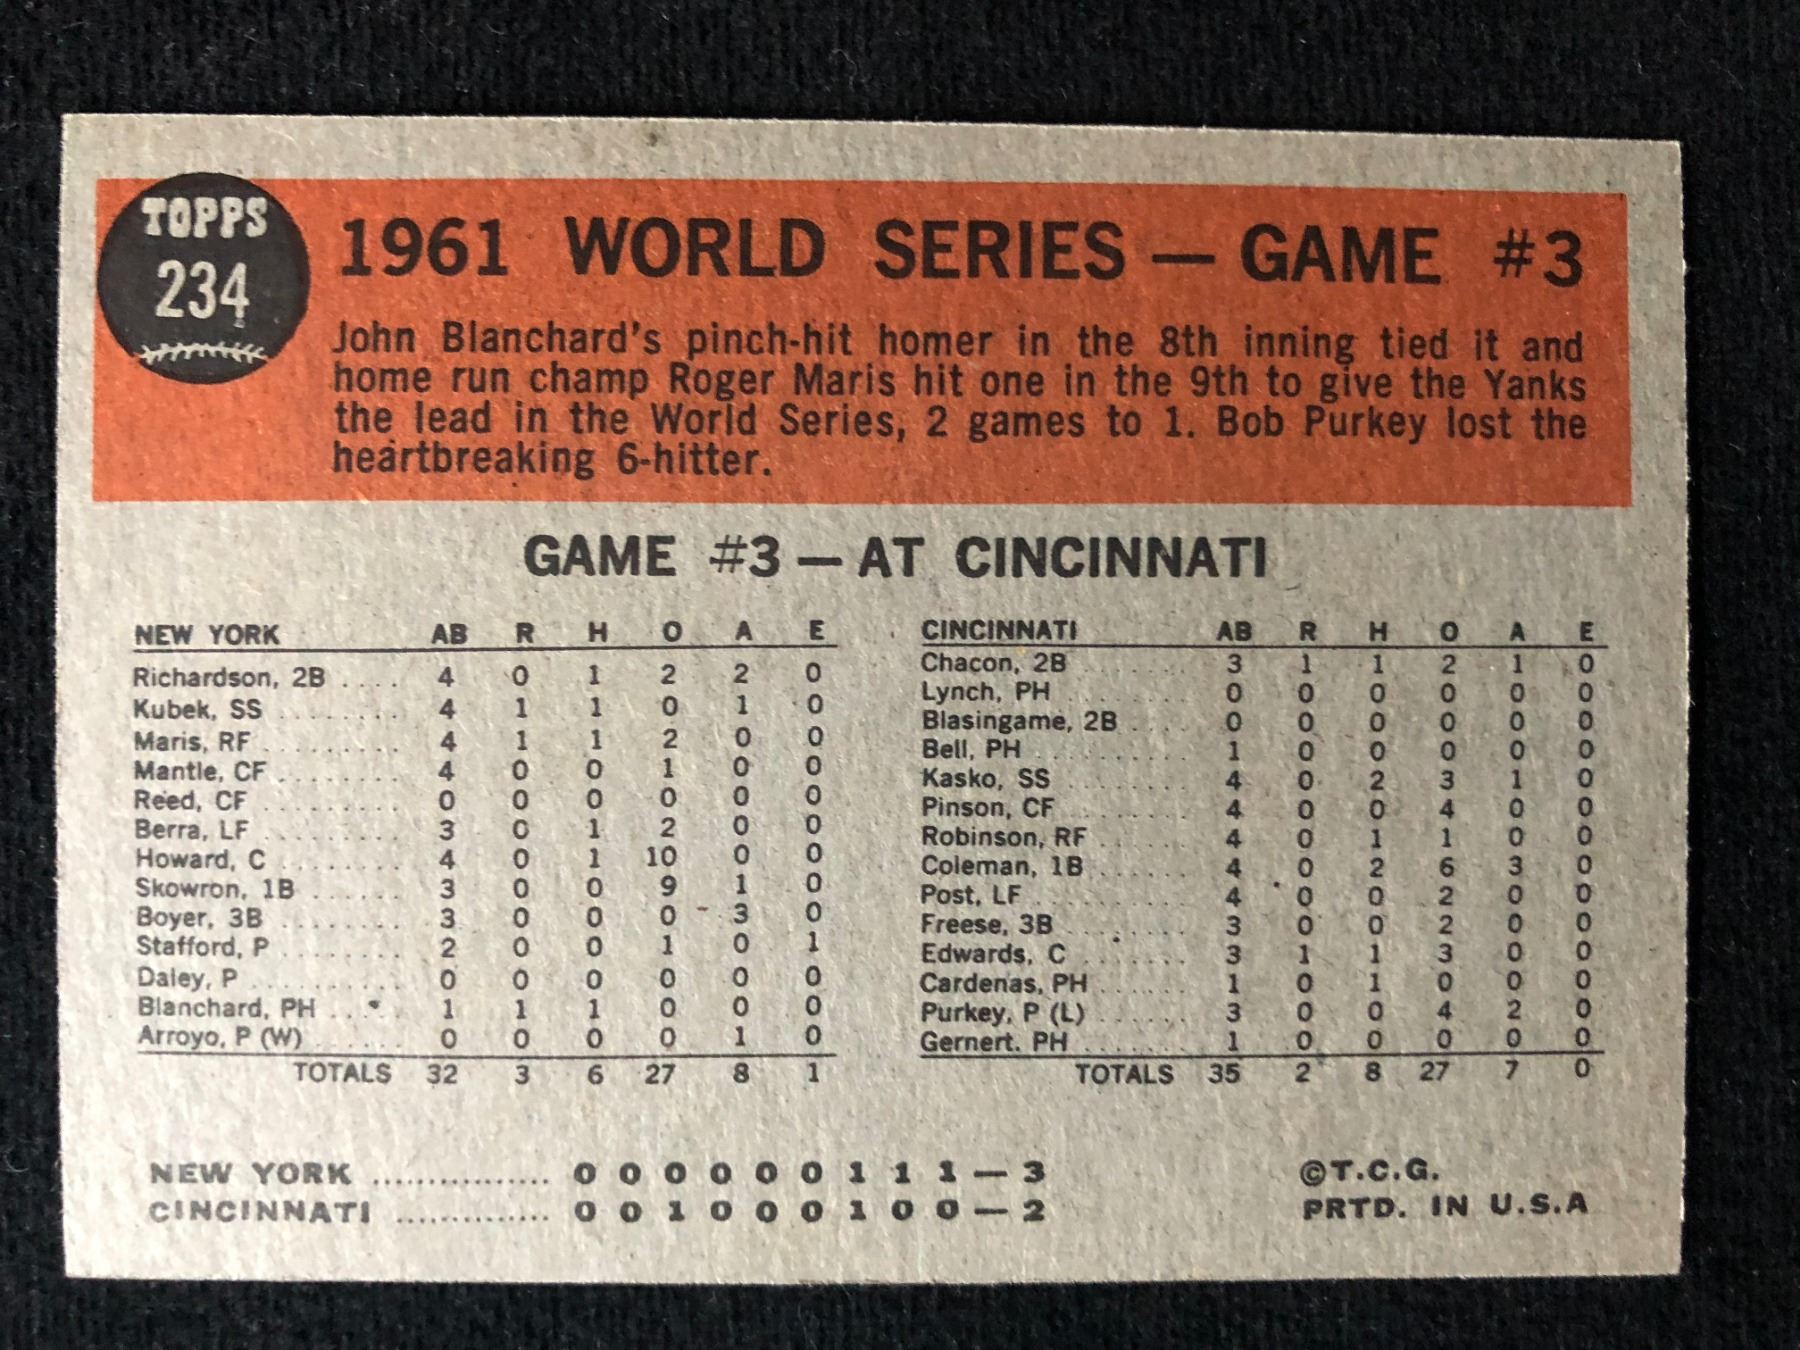 TOPPS
234
1961 WORLD SERIES — GAME #3
John Blanchard's pinch-hit homer in the 8th inning tied it and
home run champ Roger Maris hit one in the 9th to give the Yanks
the lead in the World Series, 2 games to 1. Bob Purkey lost the
heartbreaking 6-hitter.
GAME #3 — AT CINCINNATI
NEW YORK AB R H O A E
Richardson, 2B .... 4 0 1 2 2 0
Kubek, SS ........ 4 1 1 0 1 0
Maris, RF ......... 4 1 1 2 0 0
Mantle, CF ........ 4 0 0 1 0 0
Reed, CF ......... 0 0 0 0 0 0
Berra, LF ......... 3 0 1 2 0 0
Howard, C ........ 4 0 1 10 0 0
Skowron, 1B ...... 3 0 0 9 1 0
Boyer, 3B ........ 3 0 0 0 3 0
Stafford, P ........ 2 0 0 1 0 1
Daley, P .......... 0 0 0 0 0 0
Blanchard, PH .... 1 1 1 0 0 0
Arroyo, P (W) ...... 0 0 0 0 1 0
TOTALS 32 3 6 27 8 1
CINCINNATI AB R H O A E
Chacon, 2B ....... 3 1 1 2 1 0
Lynch, PH ........ 0 0 0 0 0 0
Blasingame, 2B .... 0 0 0 0 0 0
Bell, PH .......... 1 0 0 0 0 0
Kasko, SS ........ 4 0 2 3 1 0
Pinson, CF ........ 4 0 0 4 0 0
Robinson, RF ...... 4 0 1 1 0 0
Coleman, 1B ...... 4 0 2 6 3 0
Post, LF .......... 4 0 0 2 0 0
Freese, 3B ........ 3 0 0 2 0 0
Edwards, C ....... 3 1 1 3 0 0
Cardenas, PH ...... 1 0 1 0 0 0
Purkey, P (L) ...... 3 0 0 4 2 0
Gernert. PH ....... 1 0 0 0 0 0
TOTALS 35 2 8 27 7 0
NEW YORK ................ 0 0 0 0 0 0 1 1 1 — 3
CINCINNATI .............. 0 0 1 0 0 0 1 0 0 — 2
©T.C.G.
PRTD. IN U.S.A